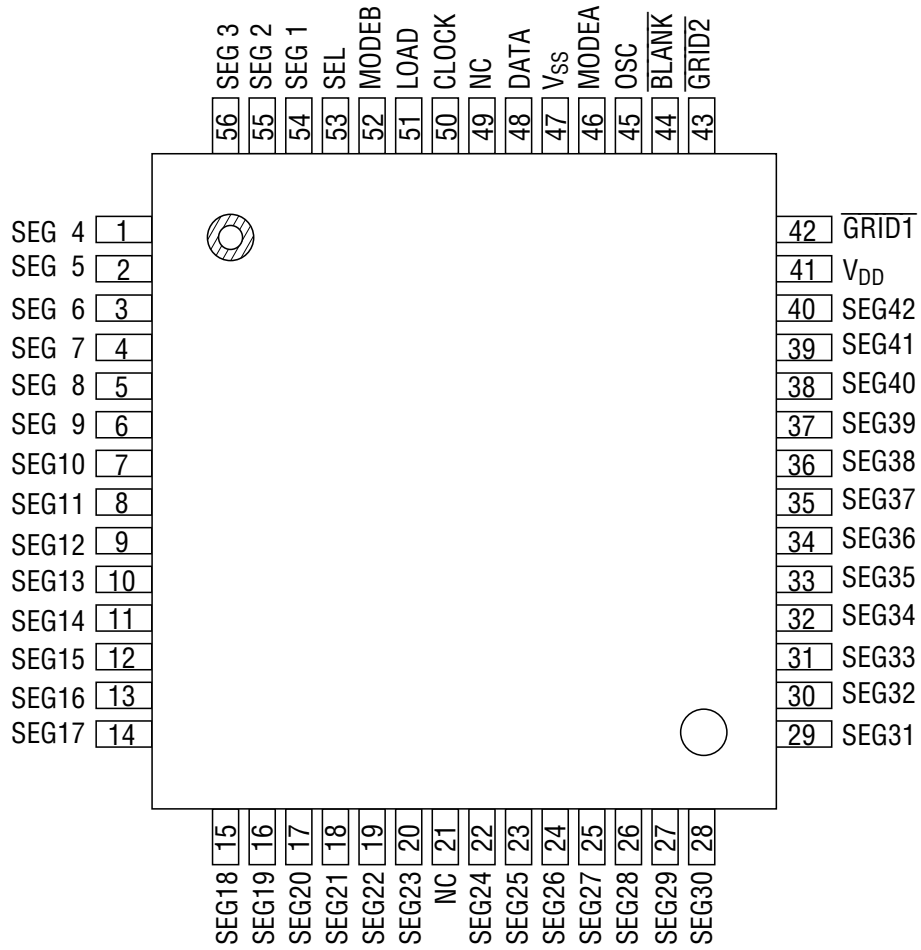 SEG 3
SEG 2
SEG 1
SEL
MODEB
LOAD
CLOCK
NC
DATA
VSS
MODEA
OSC
BLANK
GRID2
56
55
54
53
52
51
50
49
48
47
46
45
44
43
SEG 4 1
SEG 5 2
SEG 6 3
SEG 7 4
SEG 8 5
SEG 9 6
SEG10 7
SEG11 8
SEG12 9
SEG13 10
SEG14 11
SEG15 12
SEG16 13
SEG17 14
42 GRID1
41 VDD
40 SEG42
39 SEG41
38 SEG40
37 SEG39
36 SEG38
35 SEG37
34 SEG36
33 SEG35
32 SEG34
31 SEG33
30 SEG32
29 SEG31
15
16
17
18
19
20
21
22
23
24
25
26
27
28
SEG18
SEG19
SEG20
SEG21
SEG22
SEG23
NC
SEG24
SEG25
SEG26
SEG27
SEG28
SEG29
SEG30